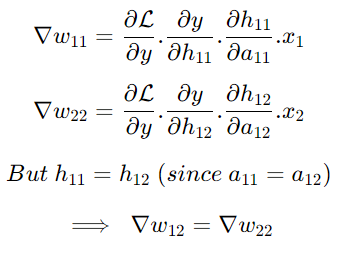 ∇w₁₁ = ∂ℒ/∂y . ∂y/∂h₁₁ . ∂h₁₁/∂a₁₁ .x₁
∇w₂₂ = ∂ℒ/∂y . ∂y/∂h₁₂ . ∂h₁₂/∂a₁₂ .x₂
But h₁₁ = h₁₂ (since a₁₁ = a₁₂)
⟹ ∇w₁₂ = ∇w₂₂